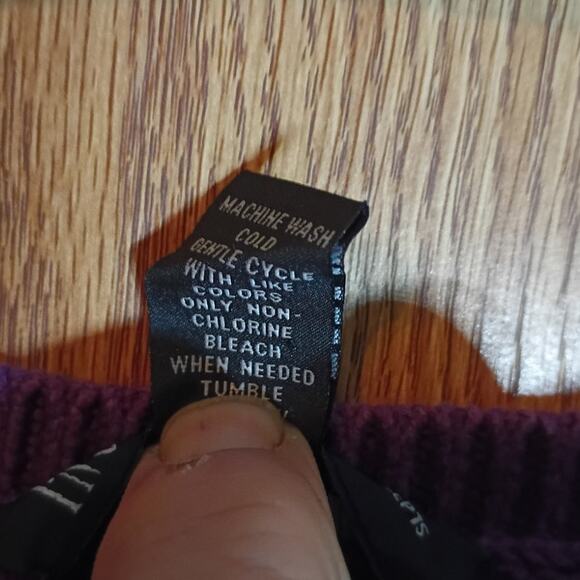 MACHINE WASH
COLD
GENTLE CYCLE
WITH LIKE
COLORS
ONLY NON-
CHLORINE
BLEACH
WHEN NEEDED
TUMBLE